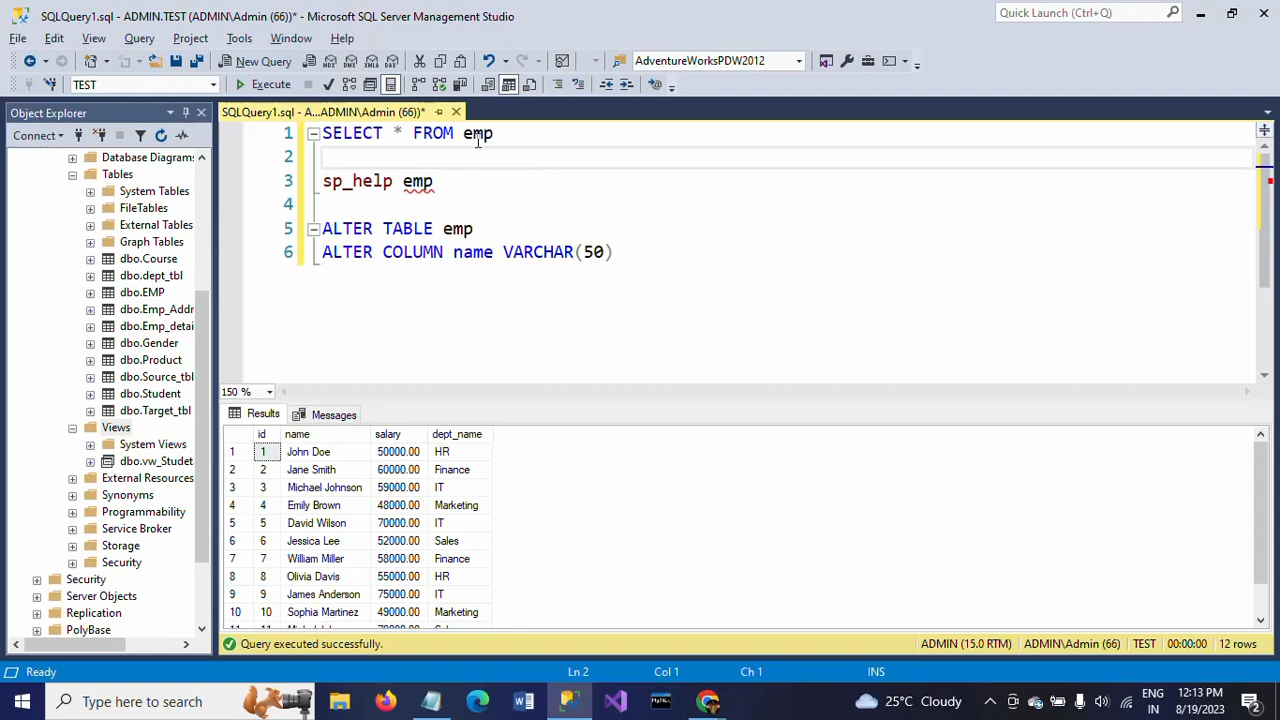 SQLQuery1.sql - ADMIN.TEST (ADMIN\Admin (66))* - Microsoft SQL Server Management Studio
Quick Launch (Ctrl+Q)
File Edit View Query Project Tools Window Help
New Query
AdventureWorksPDW2012
TEST
Execute
Object Explorer
SQLQuery1.sql - A...ADMIN\Admin (66))*
Connect
Database Diagrams
Tables
System Tables
FileTables
External Tables
Graph Tables
dbo.Course
dbo.dept_tbl
dbo.EMP
dbo.Emp_Addr
dbo.Emp_detai
dbo.Gender
dbo.Product
dbo.Source_tbl
dbo.Student
dbo.Target_tbl
Views
System Views
dbo.vw_Studet
External Resources
Synonyms
Programmability
Service Broker
Storage
Security
Security
Server Objects
Replication
PolyBase
1 SELECT * FROM emp
2
3 sp_help emp
4
5 ALTER TABLE emp
6 ALTER COLUMN name VARCHAR(50)
150 %
Results Messages
id name salary dept_name
1 1 John Doe 50000.00 HR
2 2 Jane Smith 60000.00 Finance
3 3 Michael Johnson 59000.00 IT
4 4 Emily Brown 48000.00 Marketing
5 5 David Wilson 70000.00 IT
6 6 Jessica Lee 52000.00 Sales
7 7 William Miller 58000.00 Finance
8 8 Olivia Davis 55000.00 HR
9 9 James Anderson 75000.00 IT
10 10 Sophia Martinez 49000.00 Marketing
Query executed successfully.
ADMIN (15.0 RTM) ADMIN\Admin (66) TEST 00:00:00 12 rows
Ready Ln 2 Col 1 Ch 1 INS
Type here to search
25°C Cloudy
ENG
IN
12:13 PM
8/19/2023
2